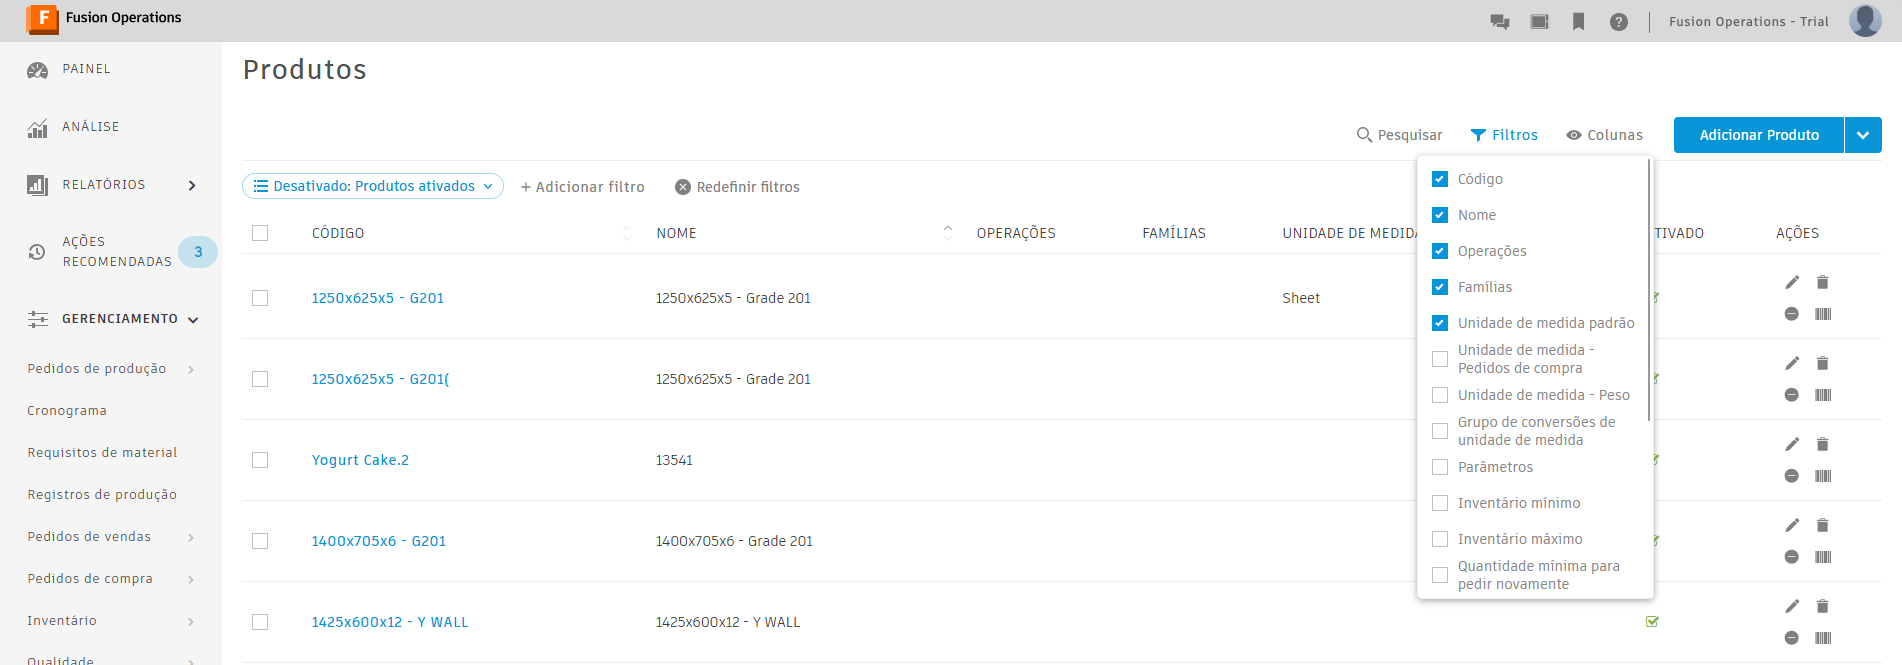 F Fusion Operations
Fusion Operations - Trial
PAINEL
ANÁLISE
RELATÓRIOS
AÇÕES
RECOMENDADAS
3
GERENCIAMENTO
Pedidos de produção
Cronograma
Requisitos de material
Registros de produção
Pedidos de vendas
Pedidos de compra
Inventário
Qualidade
Produtos
Pesquisar
Filtros
Colunas
Adicionar Produto
Desativado: Produtos ativados
+ Adicionar filtro
Redefinir filtros
CÓDIGO NOME OPERAÇÕES FAMÍLIAS UNIDADE DE MEDIDA TIVADO AÇÕES
1250x625x5 - G201 1250x625x5 - Grade 201 Sheet
1250x625x5 - G201( 1250x625x5 - Grade 201
Yogurt Cake.2 13541
1400x705x6 - G201 1400x705x6 - Grade 201
1425x600x12 - Y WALL 1425x600x12 - Y WALL
Código
Nome
Operações
Famílias
Unidade de medida padrão
Unidade de medida -
Pedidos de compra
Unidade de medida - Peso
Grupo de conversões de
unidade de medida
Parâmetros
Inventário mínimo
Inventário máximo
Quantidade mínima para
pedir novamente